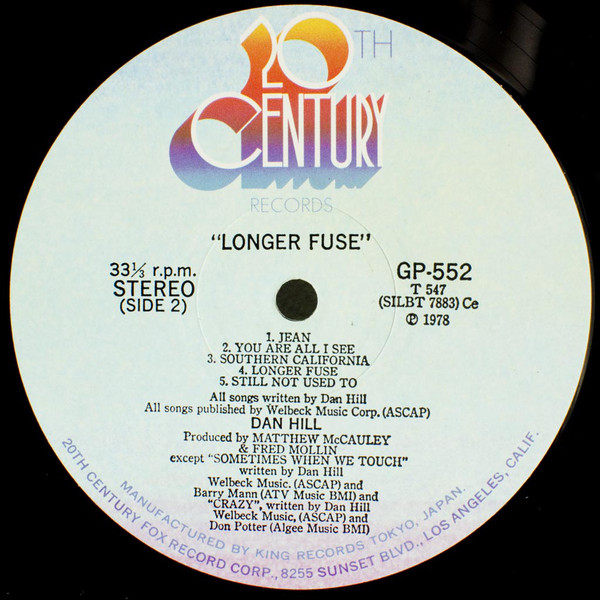 20TH
CENTURY
RECORDS
"LONGER FUSE"
33⅓ r.p.m.
STEREO
(SIDE 2)
GP-552
T 547
(SILBT 7883) Ce
℗ 1978
1. JEAN
2. YOU ARE ALL I SEE
3. SOUTHERN CALIFORNIA
4. LONGER FUSE
5. STILL NOT USED TO
All songs written by Dan Hill
All songs published by Welbeck Music Corp. (ASCAP)
DAN HILL
Produced by MATTHEW McCAULEY
& FRED MOLLIN
except "SOMETIMES WHEN WE TOUCH"
written by Dan Hill
Welbeck Music. (ASCAP) and
Barry Mann (ATV Music BMI) and
"CRAZY", written by Dan Hill
Welbeck Music, (ASCAP) and
Don Potter (Algee Music BMI)
MANUFACTURED BY KING RECORDS TOKYO, JAPAN.
20TH CENTURY FOX RECORD CORP., 8255 SUNSET BLVD., LOS ANGELES, CALIF.